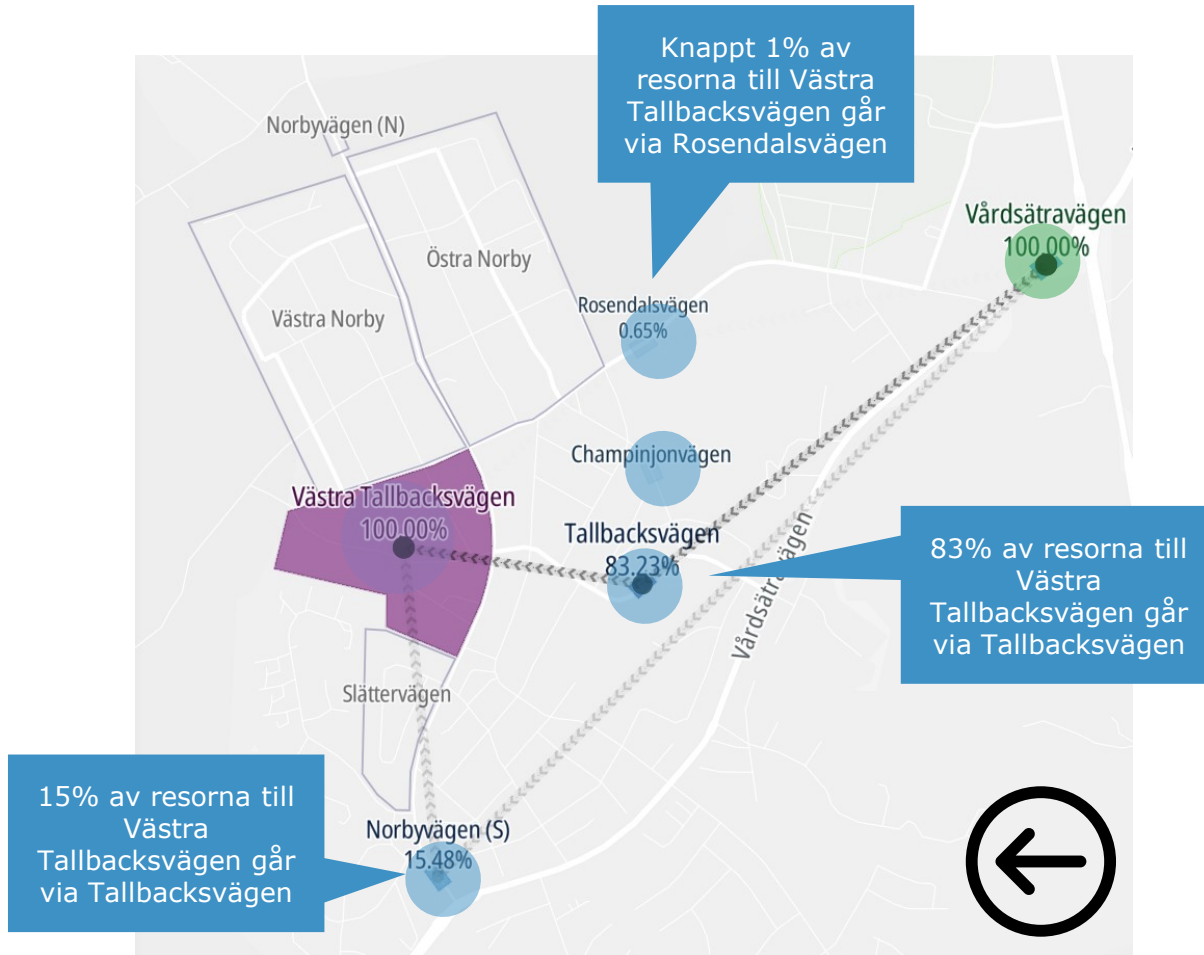 Knappt 1% av
resorna till Västra
Tallbacksvägen går
via Rosendalsvägen
Norbyvägen (N)
Vårdsätravägen
100.00%
Östra Norby
Rosendalsvägen
0.65%
Västra Norby
Champinjonvägen
Västra Tallbacksvägen
100.00%
Tallbacksvägen
83.23%
83% av resorna till
Västra
Tallbacksvägen går
via Tallbacksvägen
Vårdsätravägen
Slättervägen
15% av resorna till
Västra
Tallbacksvägen går
via Tallbacksvägen
Norbyvägen (S)
15.48%